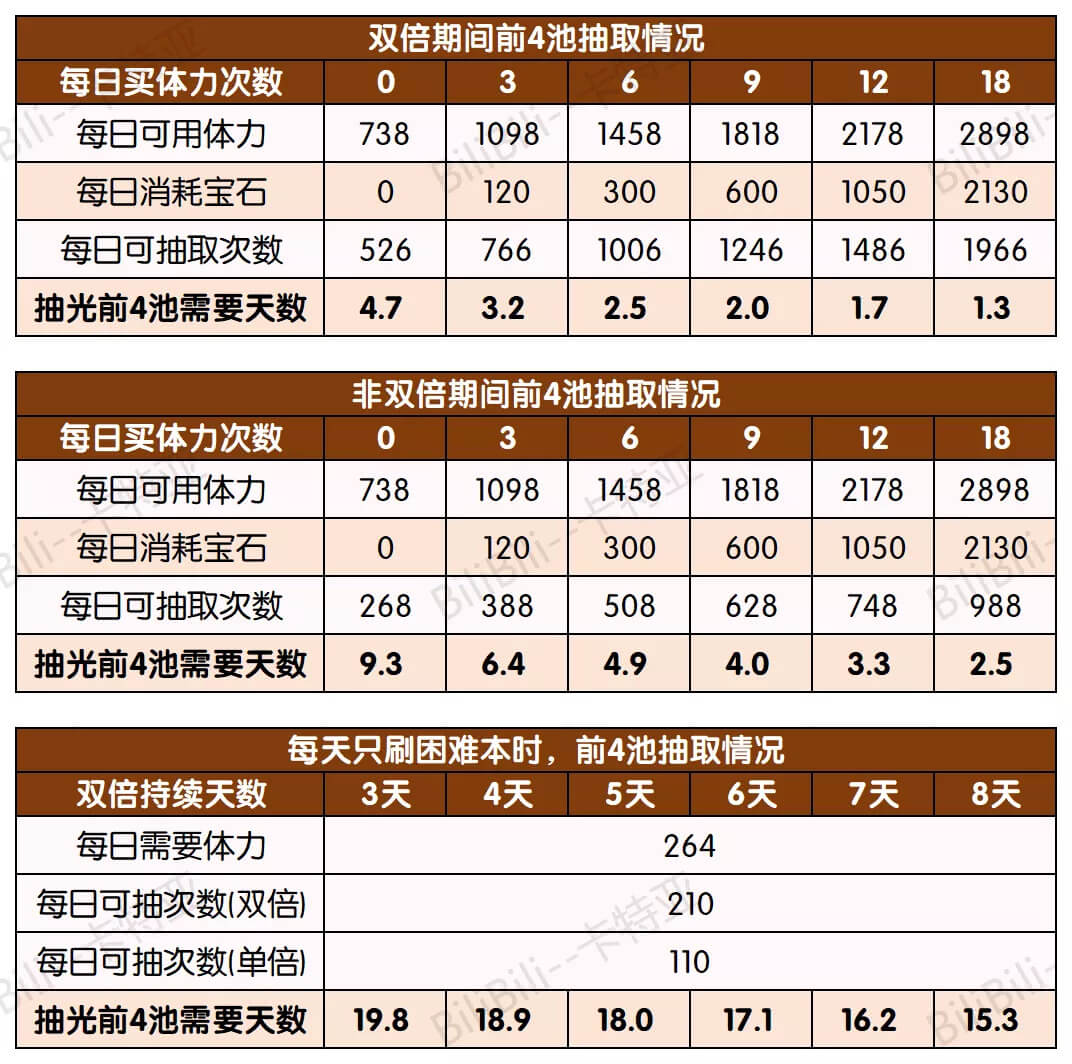 双倍期间前4池抽取情况
每日买体力次数 0 3 6 9 12 18
每日可用体力 738 1098 1458 1818 2178 2898
每日消耗宝石 0 120 300 600 1050 2130
每日可抽取次数 526 766 1006 1246 1486 1966
抽光前4池需要天数 4.7 3.2 2.5 2.0 1.7 1.3
非双倍期间前4池抽取情况
每日买体力次数 0 3 6 9 12 18
每日可用体力 738 1098 1458 1818 2178 2898
每日消耗宝石 0 120 300 600 1050 2130
每日可抽取次数 268 388 508 628 748 988
抽光前4池需要天数 9.3 6.4 4.9 4.0 3.3 2.5
每天只刷困难本时，前4池抽取情况
双倍持续天数 3天 4天 5天 6天 7天 8天
每日需要体力 264
每日可抽次数(双倍) 210
每日可抽次数(单倍) 110
抽光前4池需要天数 19.8 18.9 18.0 17.1 16.2 15.3
BiliBili--卡特亚